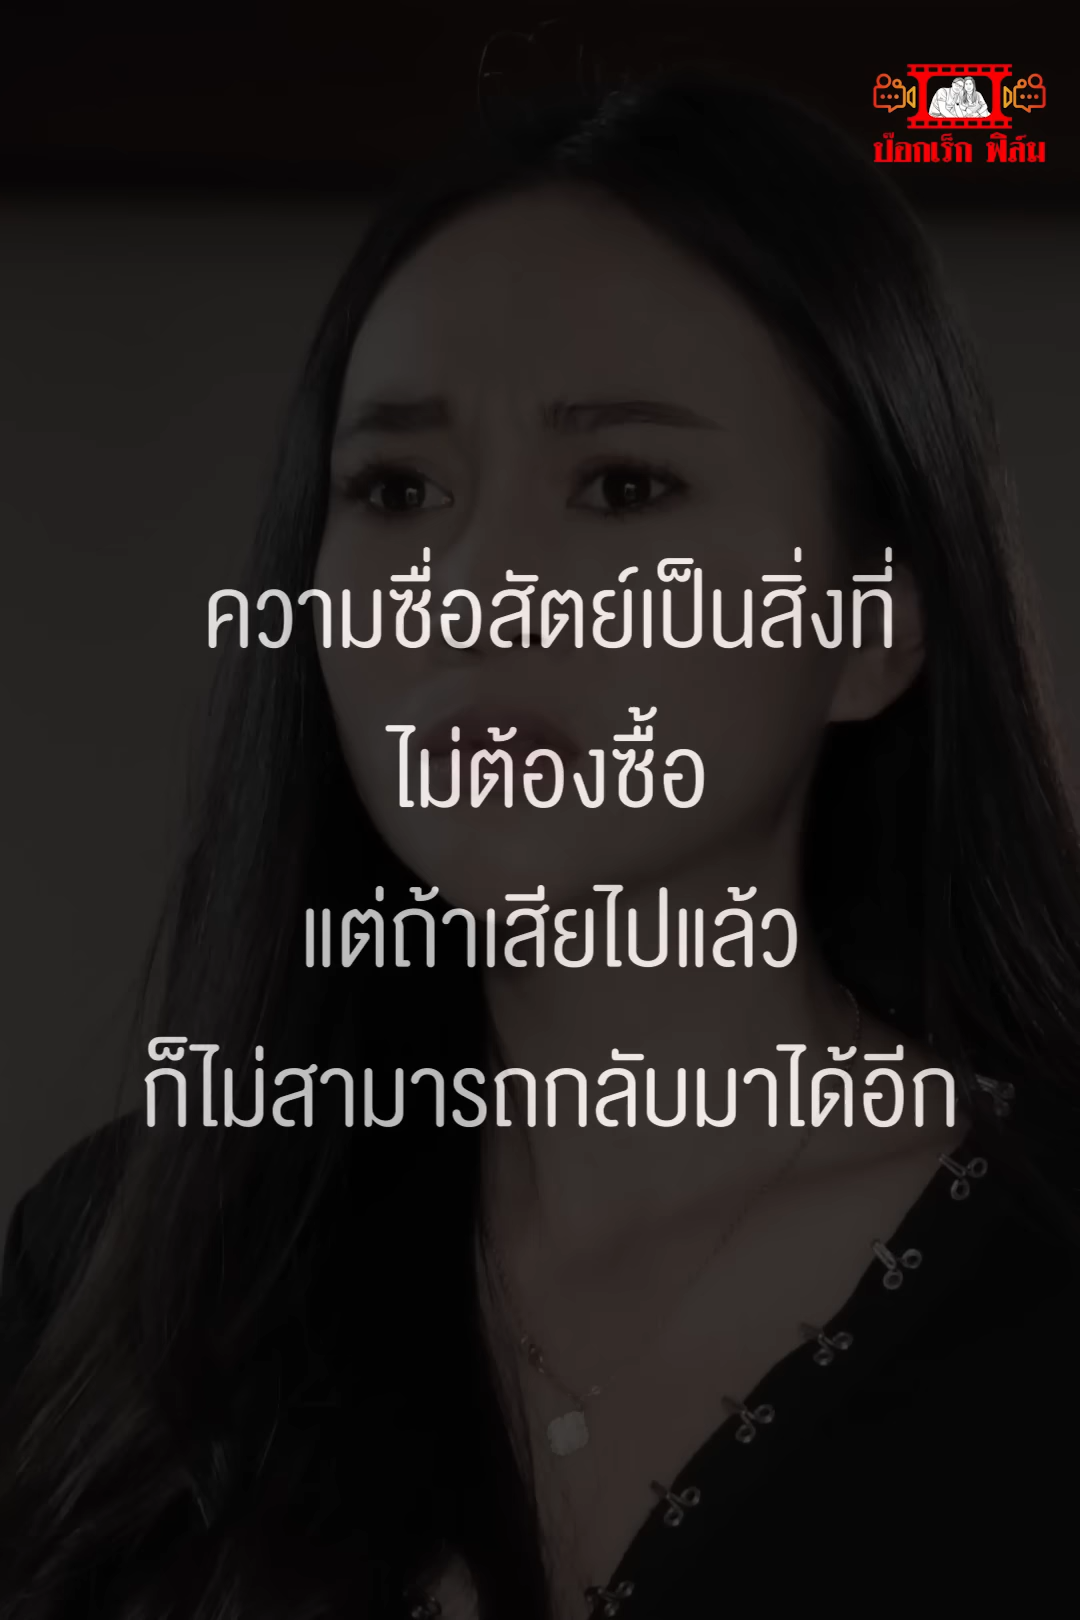 ป๊อกเร็ก ฟิล์ม
ความซื่อสัตย์เป็นสิ่งที่
ไม่ต้องซื้อ
แต่ถ้าเสียไปแล้ว
ก็ไม่สามารถกลับมาได้อีก